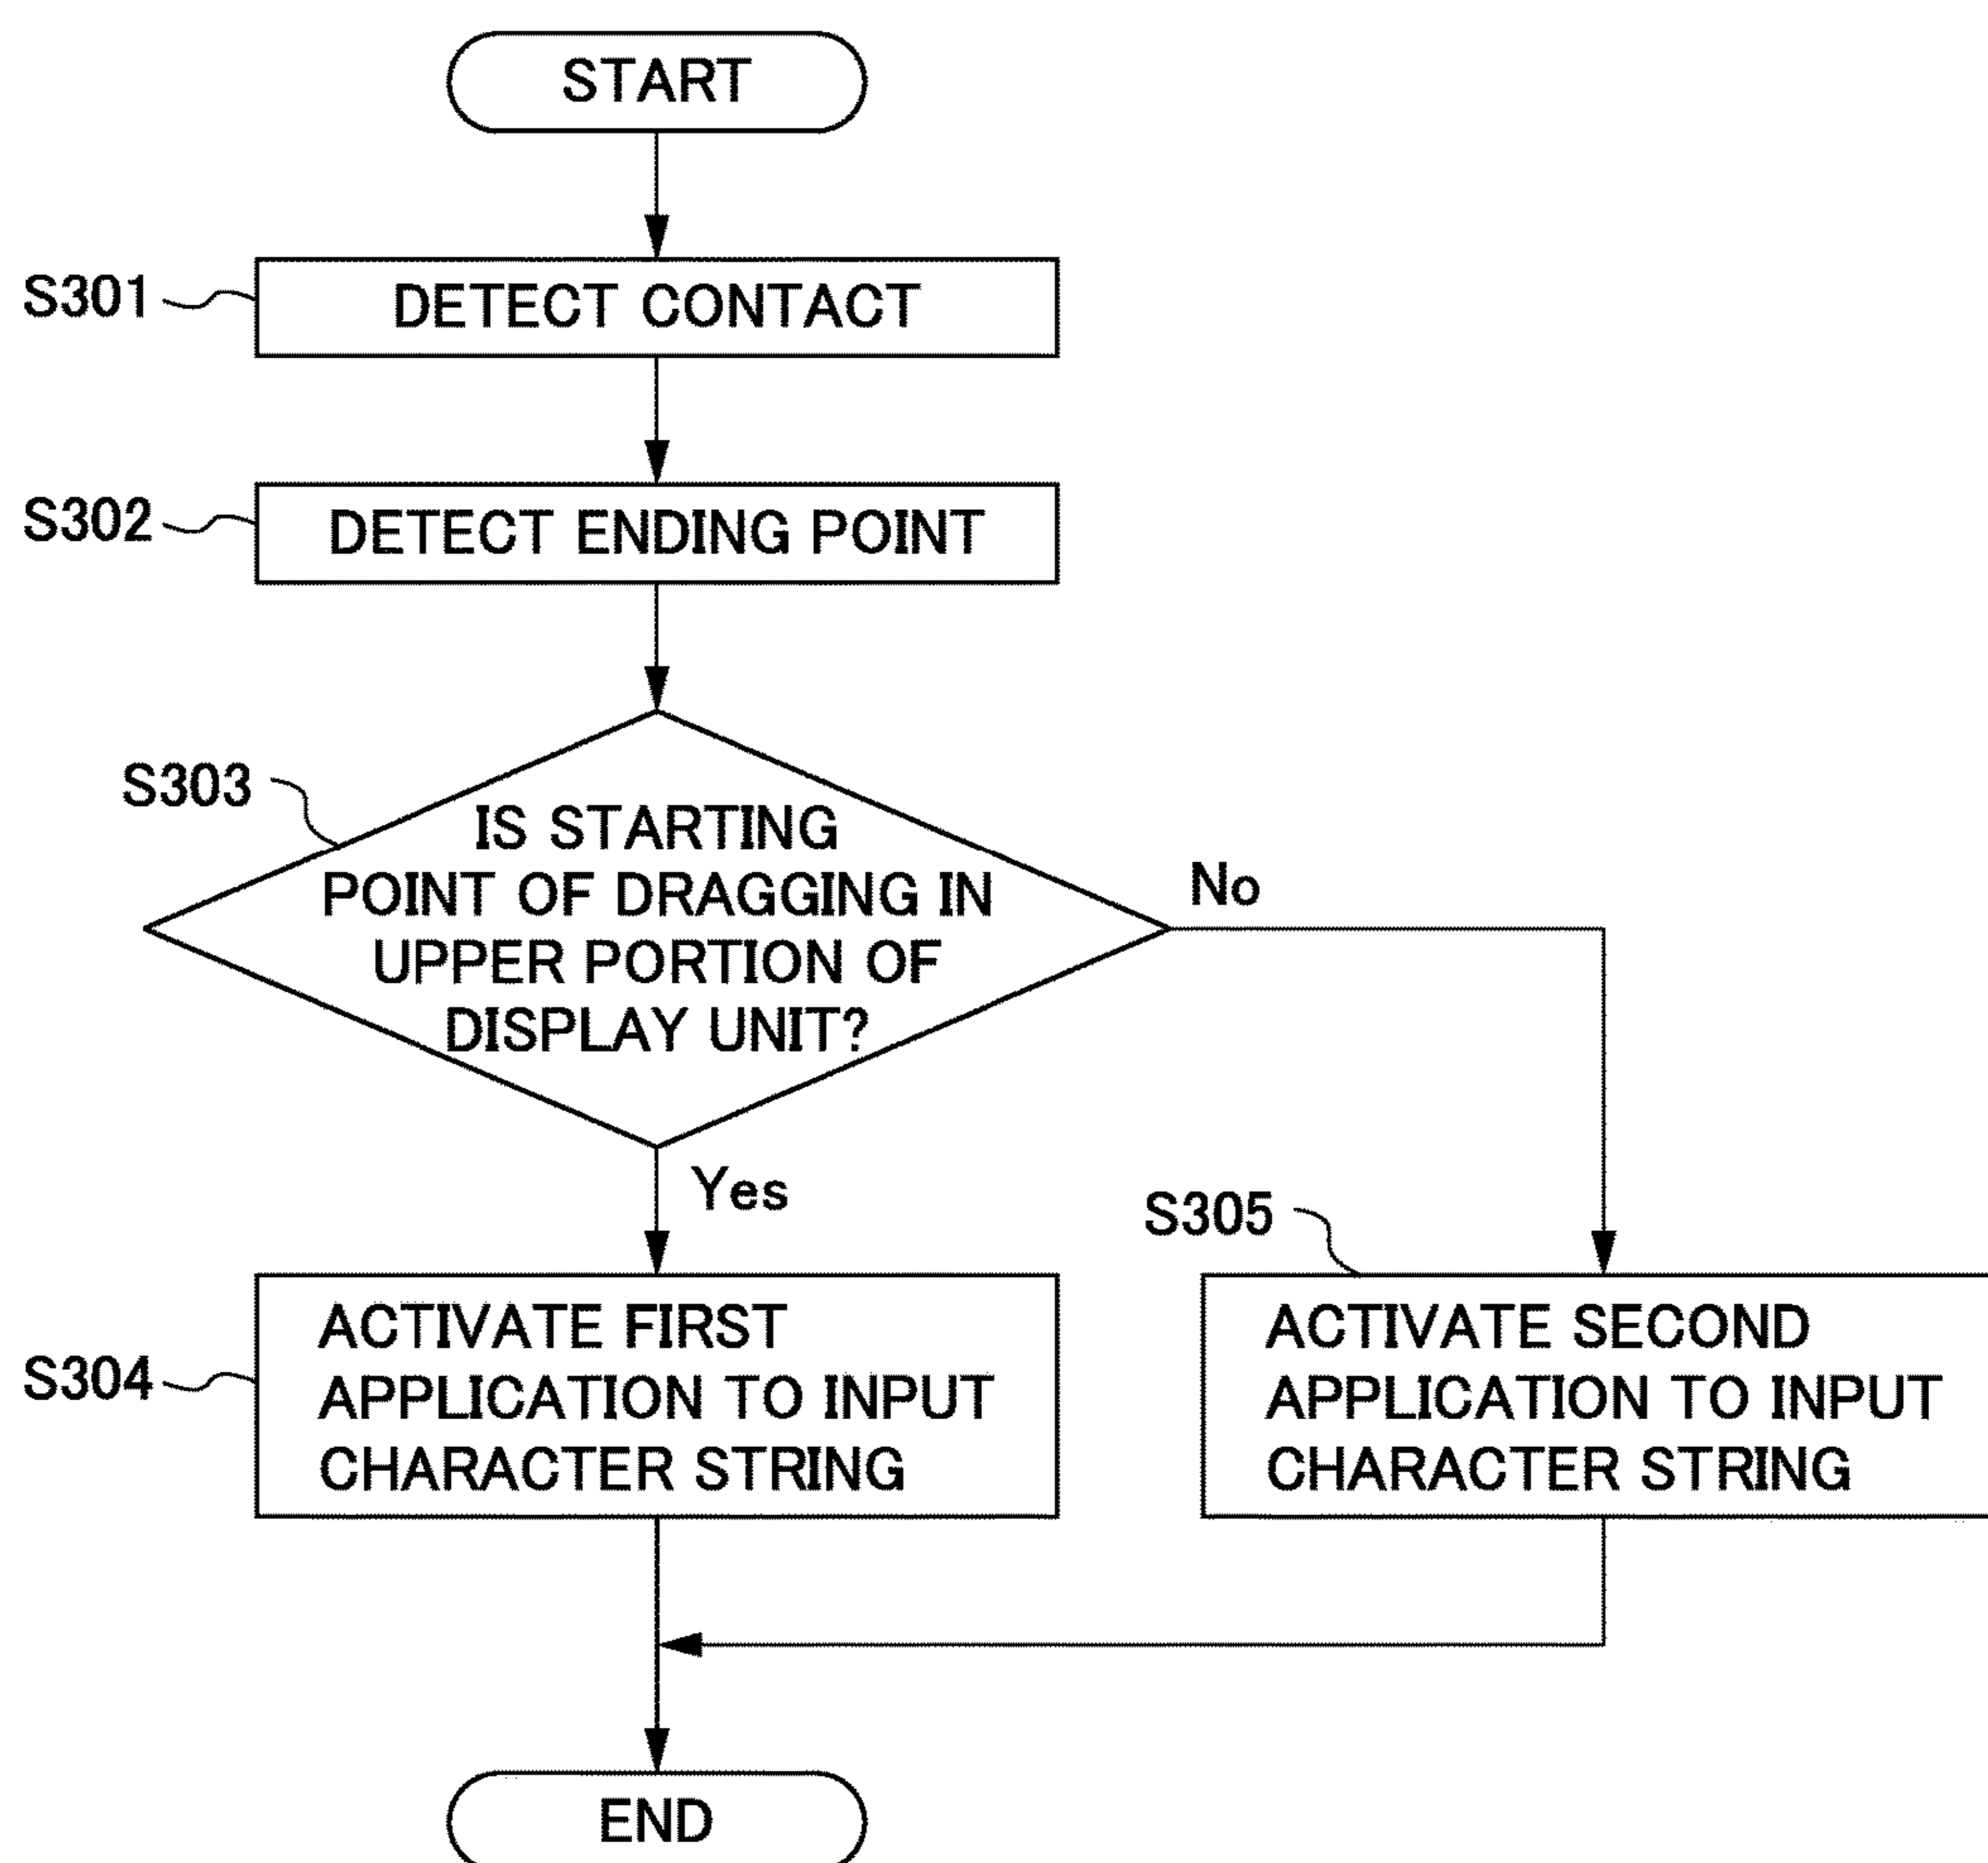 START
S301
DETECT CONTACT
S302
DETECT ENDING POINT
S303
IS STARTING
POINT OF DRAGGING IN
UPPER PORTION OF
DISPLAY UNIT?
No
Yes
S304
ACTIVATE FIRST
APPLICATION TO INPUT
CHARACTER STRING
S305
ACTIVATE SECOND
APPLICATION TO INPUT
CHARACTER STRING
END